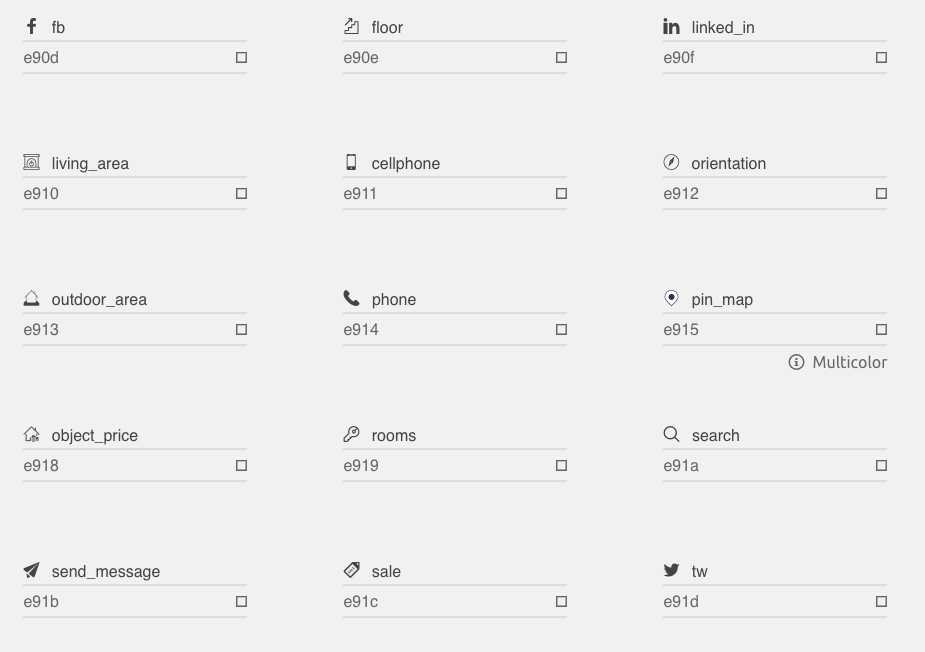 fb
floor
linked_in
e90d
e90e
e90f
living_area
cellphone
orientation
e910
e911
e912
outdoor_area
phone
pin_map
e913
e914
e915
Multicolor
object_price
rooms
search
e918
e919
e91a
send_message
sale
tw
e91b
e91c
e91d